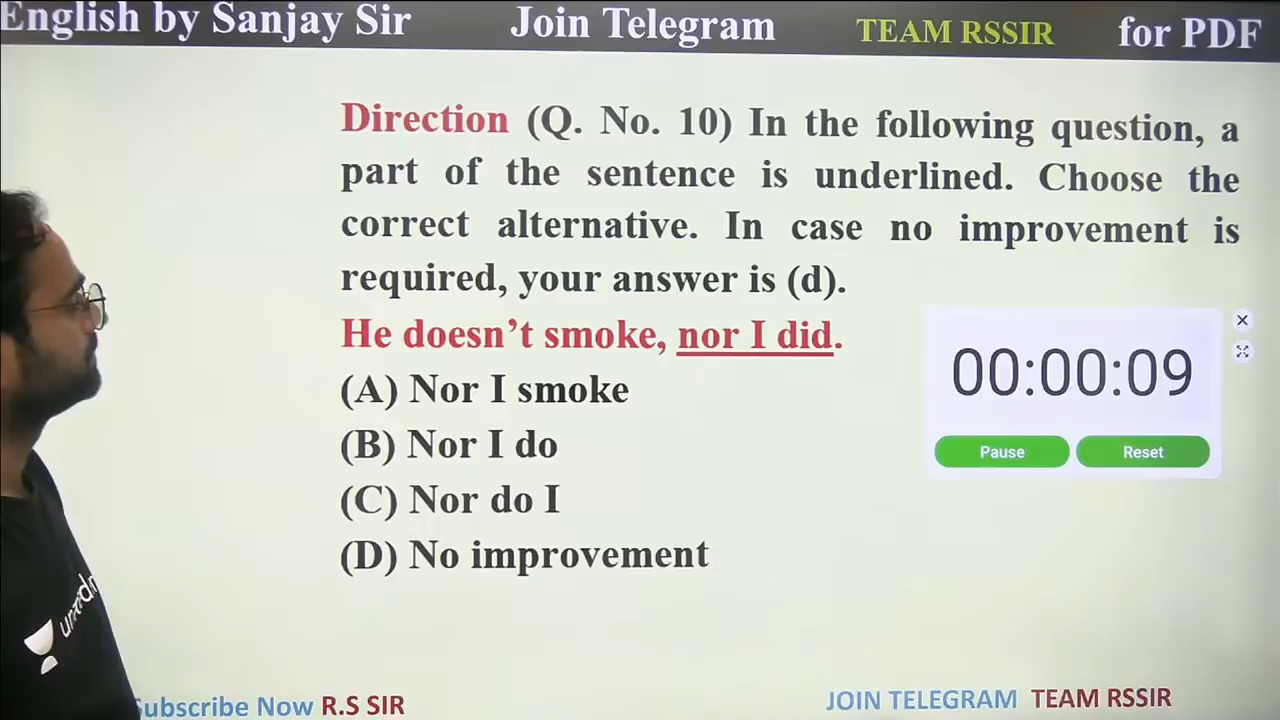 English by Sanjay Sir Join Telegram TEAM RSSIR for PDF
Direction (Q. No. 10) In the following question, a
part of the sentence is underlined. Choose the
correct alternative. In case no improvement is
required, your answer is (d).
He doesn't smoke, nor I did.
(A) Nor I smoke
(B) Nor I do
(C) Nor do I
(D) No improvement
00:00:09
Pause Reset
Subscribe Now R.S SIR JOIN TELEGRAM TEAM RSSIR